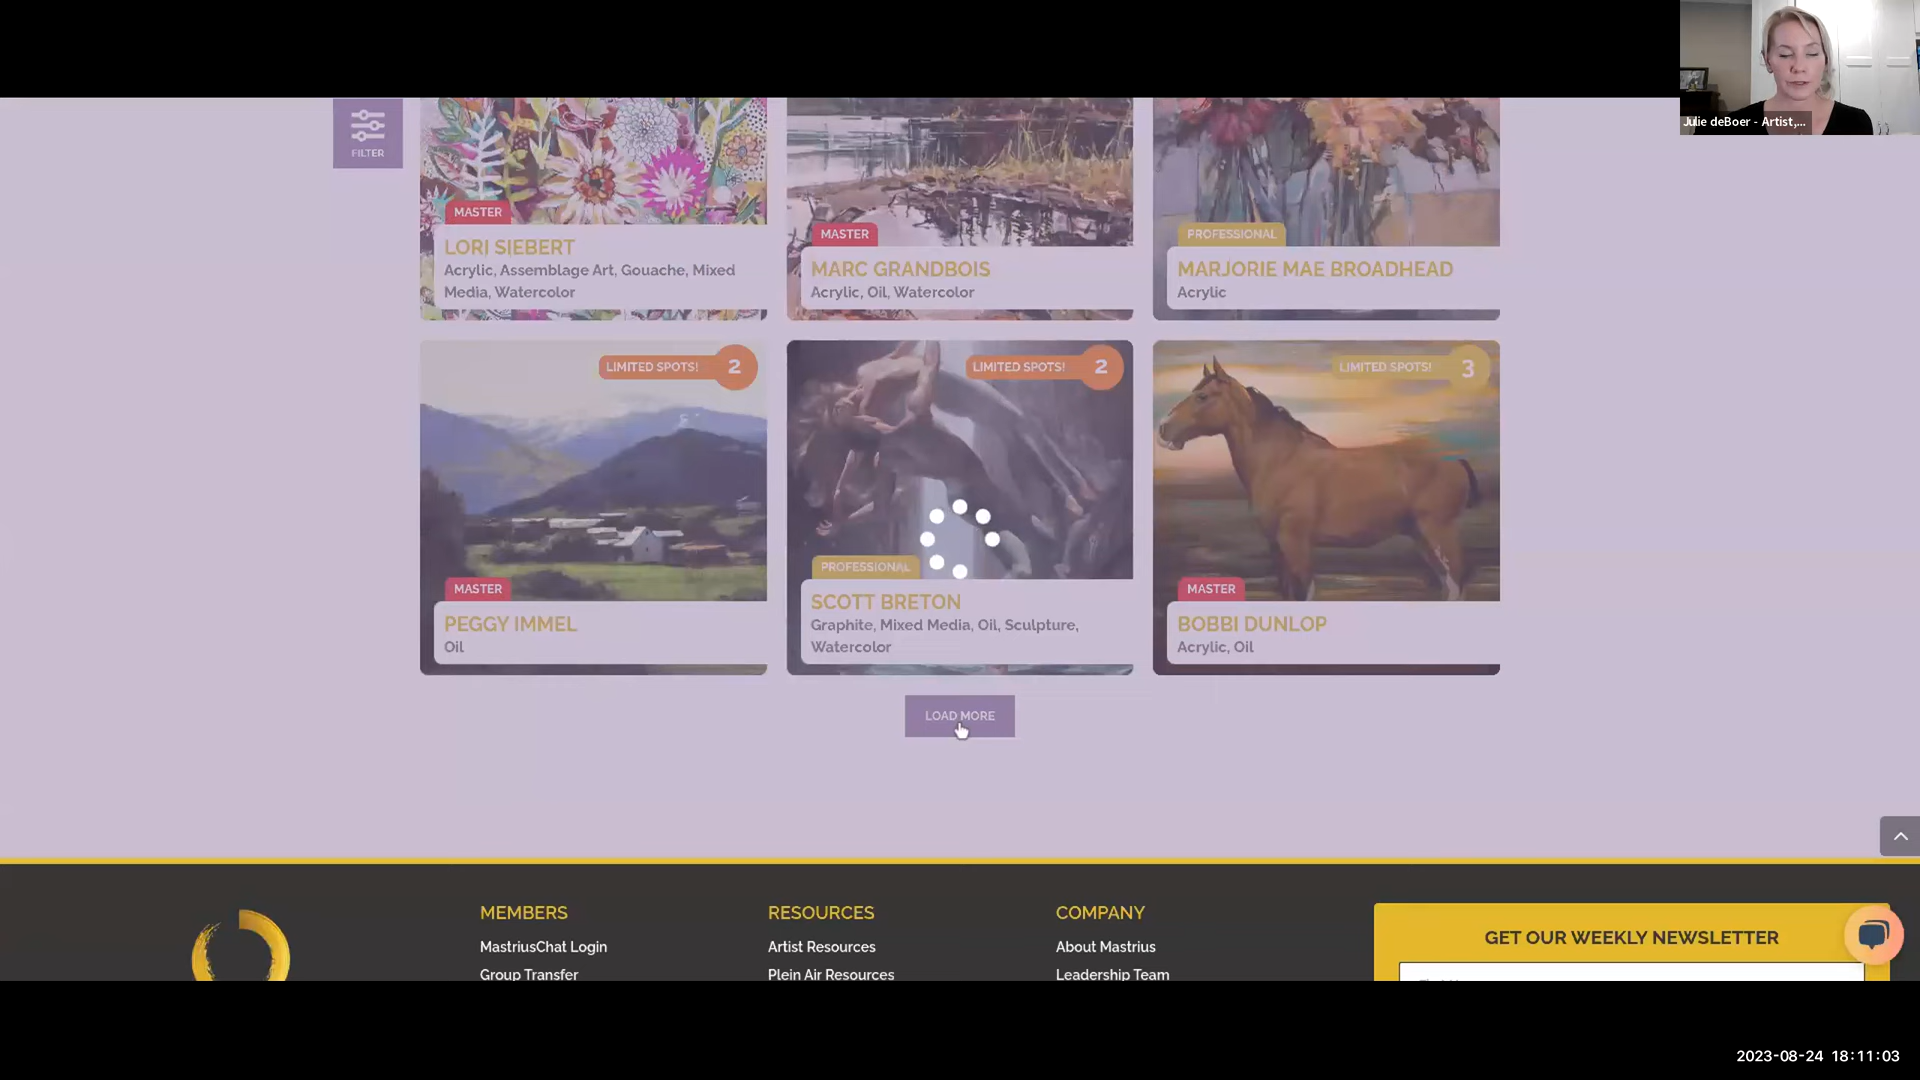 Julie deBoer - Artist,...
FILTER
MASTER
LORI SIEBERT
Acrylic, Assemblage Art, Gouache, Mixed
Media, Watercolor
MASTER
MARC GRANDBOIS
Acrylic, Oil, Watercolor
PROFESSIONAL
MARJORIE MAE BROADHEAD
Acrylic
LIMITED SPOTS! 2
MASTER
PEGGY IMMEL
Oil
LIMITED SPOTS! 2
PROFESSIONAL
SCOTT BRETON
Graphite, Mixed Media, Oil, Sculpture,
Watercolor
LIMITED SPOTS! 3
MASTER
BOBBI DUNLOP
Acrylic, Oil
LOAD MORE
MEMBERS
MastriusChat Login
Group Transfer
RESOURCES
Artist Resources
Plein Air Resources
COMPANY
About Mastrius
Leadership Team
GET OUR WEEKLY NEWSLETTER
2023-08-24 18:11:03